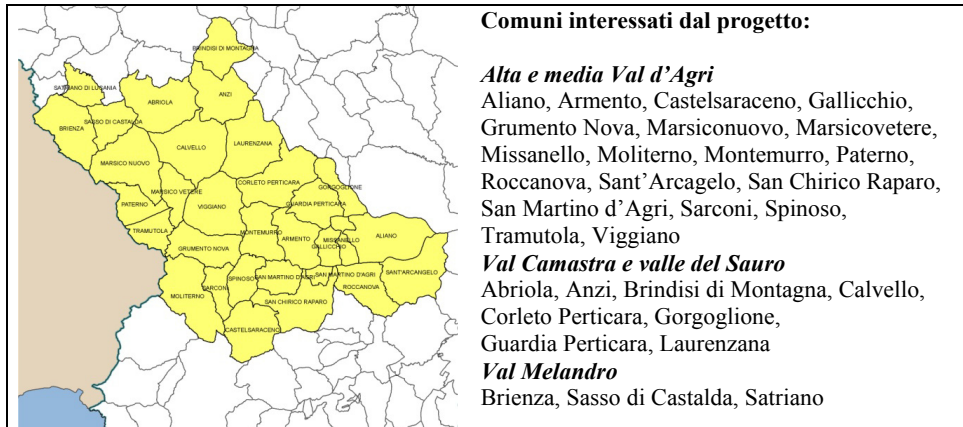 BRINDISI DI MONTAGNA
SATRIANO DI LUSANIA
ANZI
ABRIOLA
SASSO DI CASTALDA
BRIENZA
LAURENZANA
CALVELLO
MARSICO NUOVO
CORLETO PERTICARA
GORGOGLIONE
MARSICO VETERE
PATERNO
VIGGIANO
GUARDIA PERTICARA
TRAMUTOLA
MONTEMURRO
ARMENTO
MISSANELLO
ALIANO
GALLICCHIO
GRUMENTO NOVA
SPINOSO
SAN MARTINO D'AGRI
SAN MARTINO D'AGRI
SANT'ARCANGELO
SARCONI
ROCCANOVA
MOLITERNO
SAN CHIRICO RAPARO
CASTELSARACENO
Comuni interessati dal progetto:
Alta e media Val d’Agri
Aliano, Armento, Castelsaraceno, Gallicchio,
Grumento Nova, Marsiconuovo, Marsicovetere,
Missanello, Moliterno, Montemurro, Paterno,
Roccanova, Sant’Arcagelo, San Chirico Raparo,
San Martino d’Agri, Sarconi, Spinoso,
Tramutola, Viggiano
Val Camastra e valle del Sauro
Abriola, Anzi, Brindisi di Montagna, Calvello,
Corleto Perticara, Gorgoglione,
Guardia Perticara, Laurenzana
Val Melandro
Brienza, Sasso di Castalda, Satriano